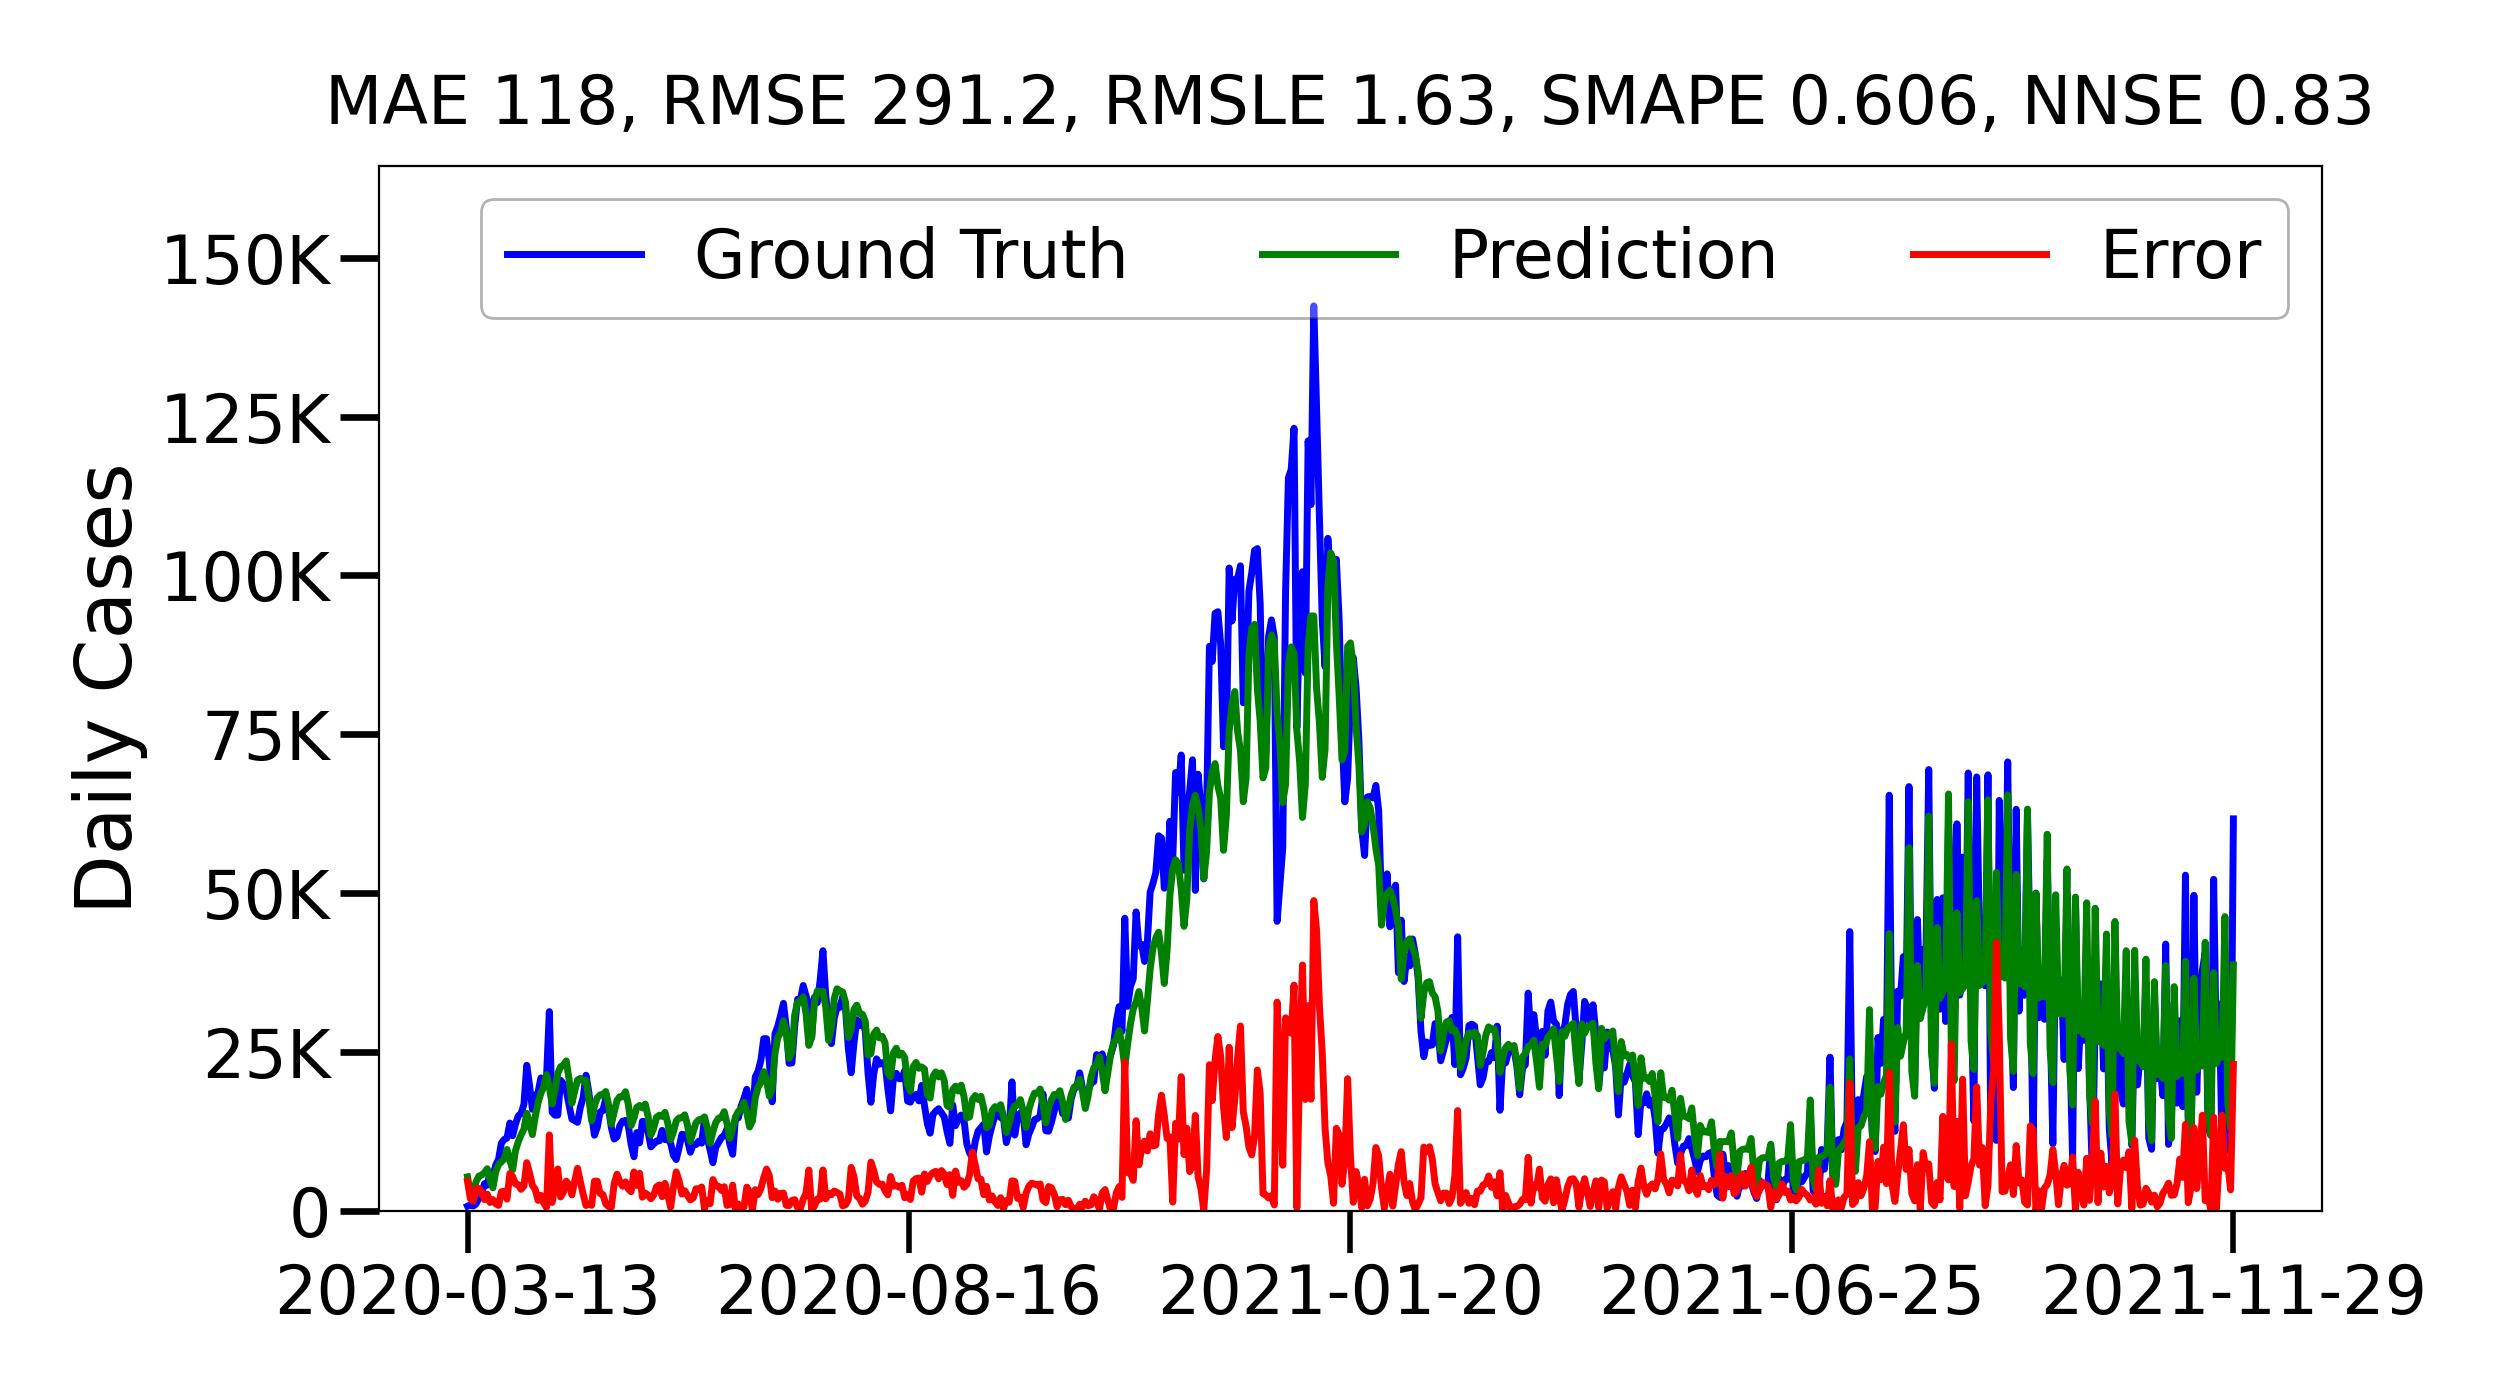 MAE 118, RMSE 291.2, RMSLE 1.63, SMAPE 0.606, NNSE 0.83
Ground Truth Prediction Error
150K
125K
100K
75K
50K
25K
0
Daily Cases
2020-03-13 2020-08-16 2021-01-20 2021-06-25 2021-11-29